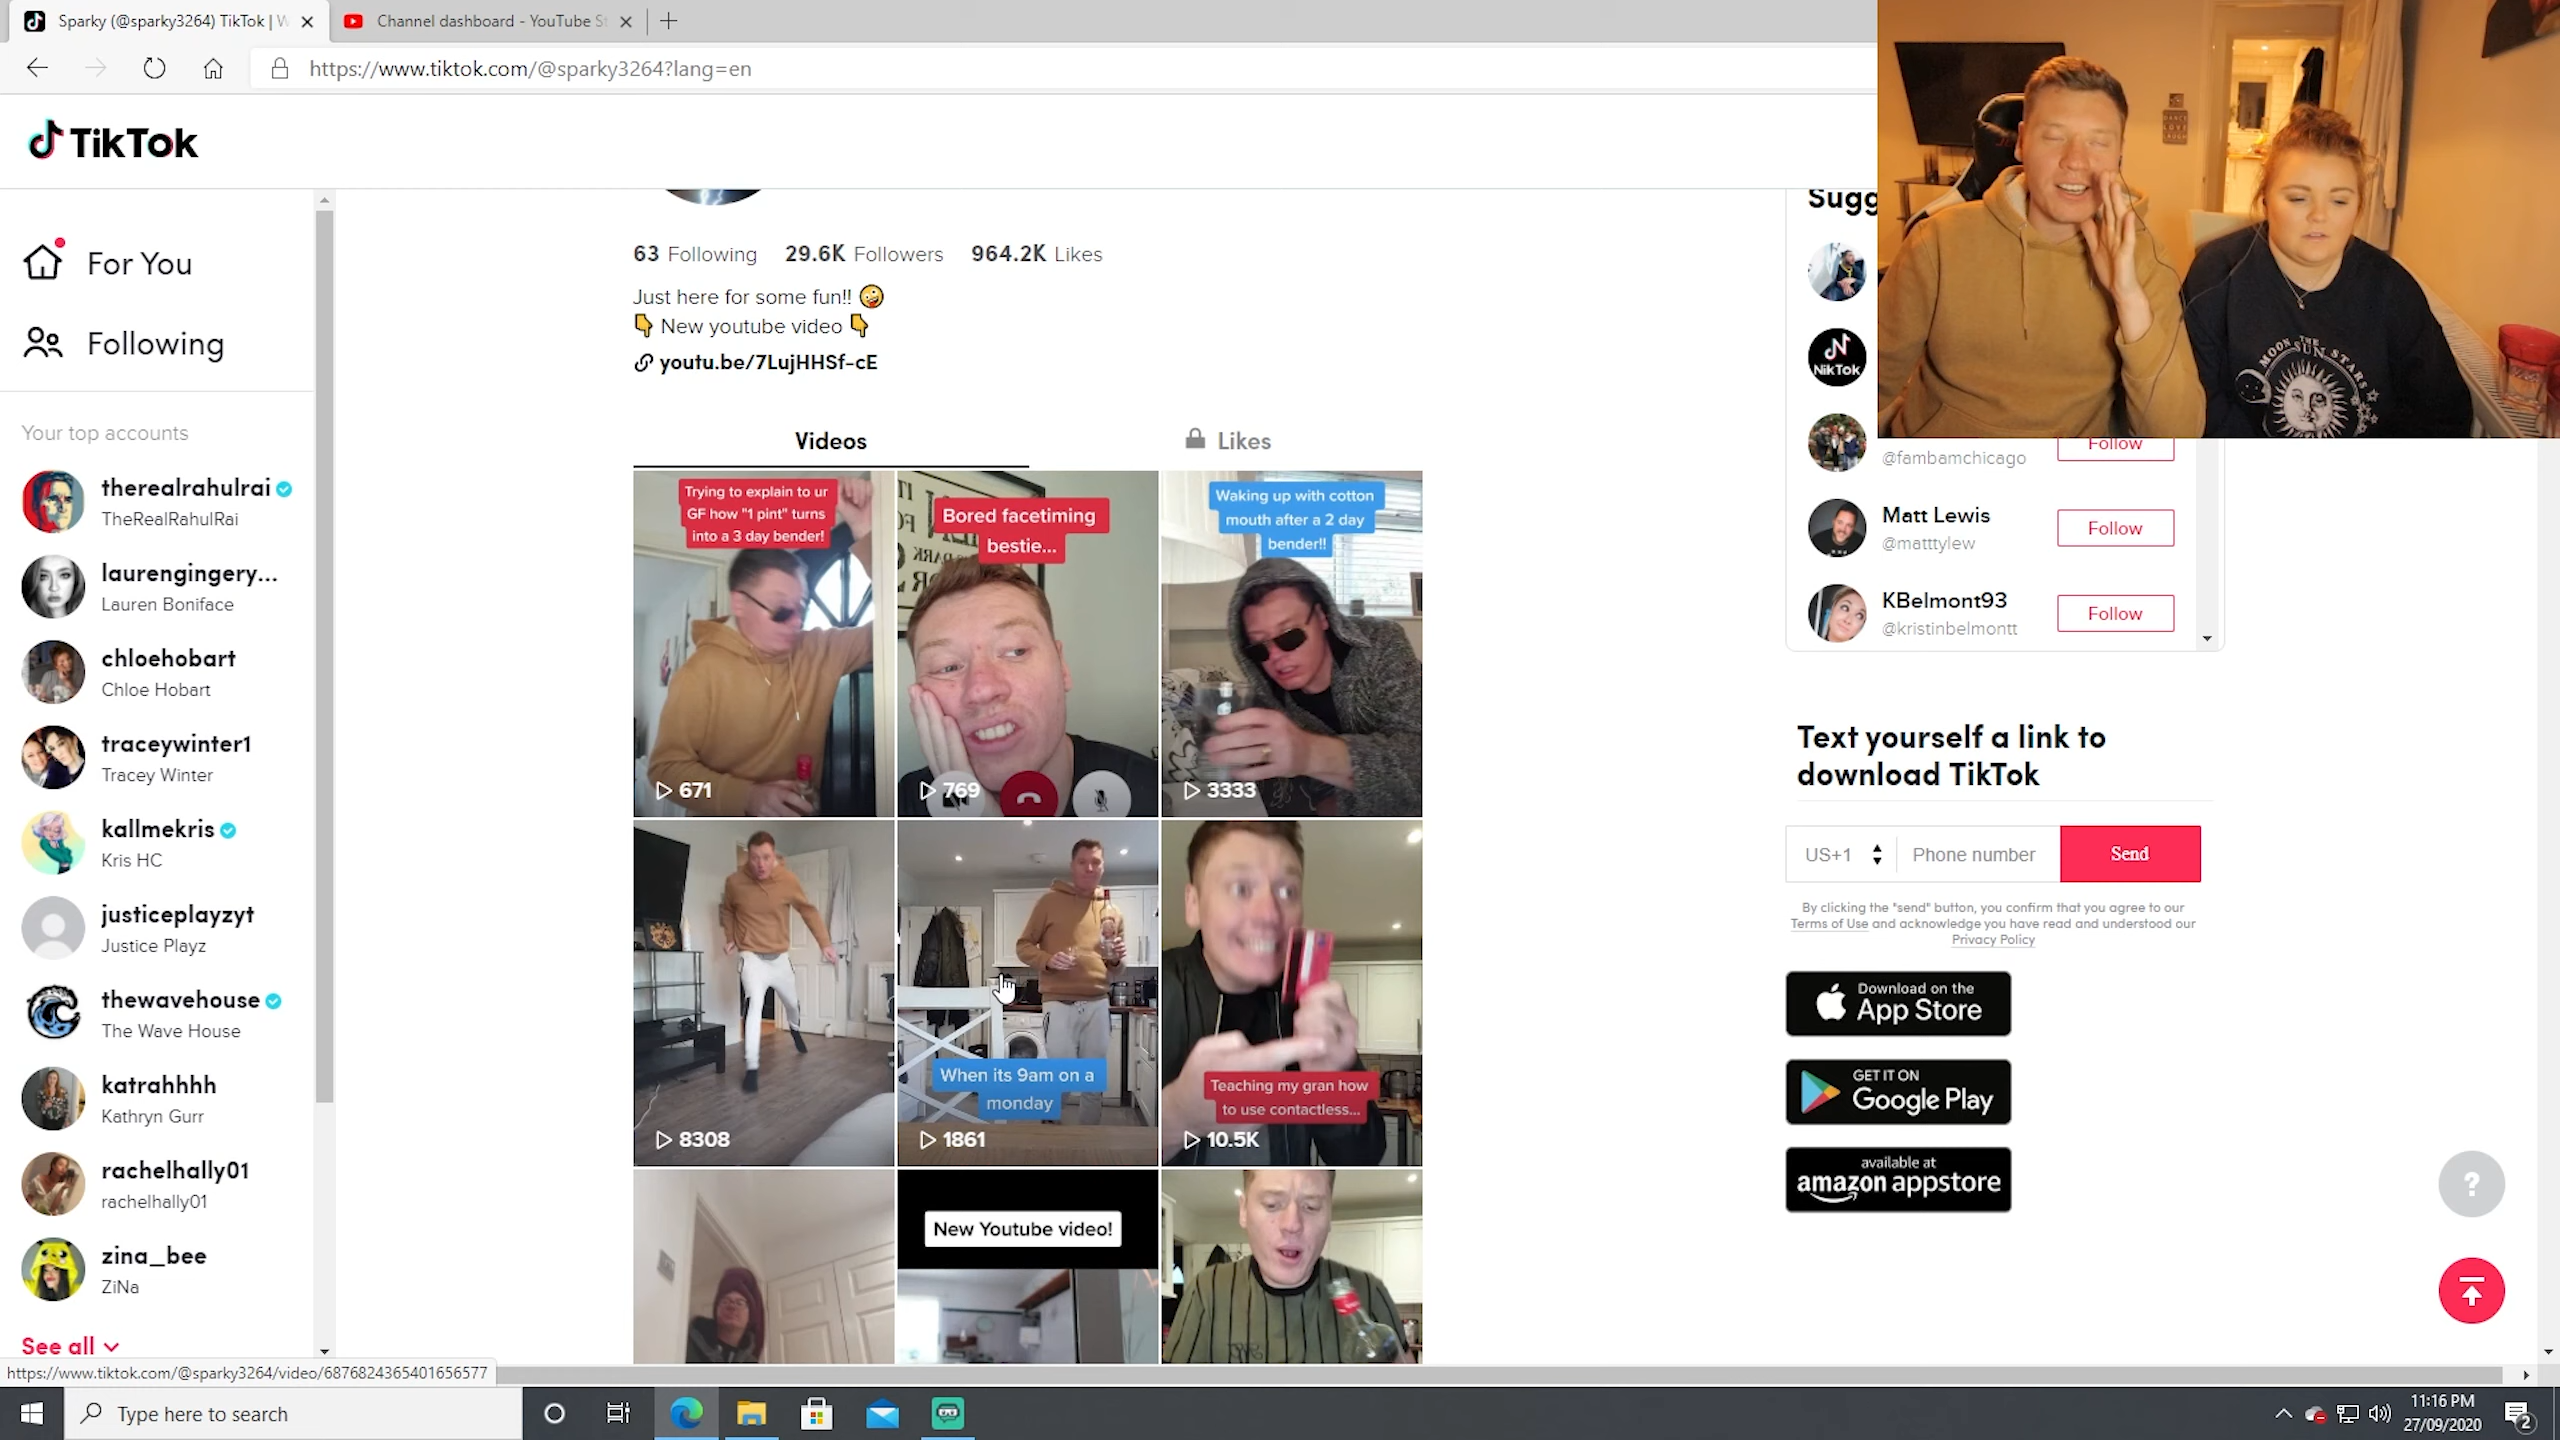 Sparky (@sparky3264) TikTok | W
Channel dashboard - YouTube St
https://www.tiktok.com/@sparky3264?lang=en
TikTok
For You
Following
Your top accounts
therealrahulrai
TheRealRahulRai
laurengingery...
Lauren Boniface
chloehobart
Chloe Hobart
traceywinter1
Tracey Winter
kallmekris
Kris HC
justiceplayzyt
Justice Playz
thewavehouse
The Wave House
katrahhhh
Kathryn Gurr
rachelhally01
rachelhally01
zina_bee
ZiNa
See all
63 Following 29.6K Followers 964.2K Likes
Just here for some fun!! 🤪
👇 New youtube video 👇
youtu.be/7LujHHSf-cE
Videos
Likes
Trying to explain to ur
GF how "1 pint" turns
into a 3 day bender!
671
Bored facetiming
bestie...
769
Waking up with cotton
mouth after a 2 day
bender!!
3333
8308
When its 9am on a
monday
1861
Teaching my gran how
to use contactless...
10.5K
New Youtube video!
Sugg
NikTok
@fambamchicago
Follow
Matt Lewis
@matttylew
Follow
KBelmont93
@kristinbelmontt
Follow
DANCE
LOVE
LAUGH
MOON THE SUN STARS
Text yourself a link to
download TikTok
US+1
Phone number
Send
By clicking the "send" button, you confirm that you agree to our
Terms of Use and acknowledge you have read and understood our
Privacy Policy
Download on the
App Store
GET IT ON
Google Play
available at
amazon appstore
?
https://www.tiktok.com/@sparky3264/video/6876824365401656577
Type here to search
11:16 PM
27/09/2020
2